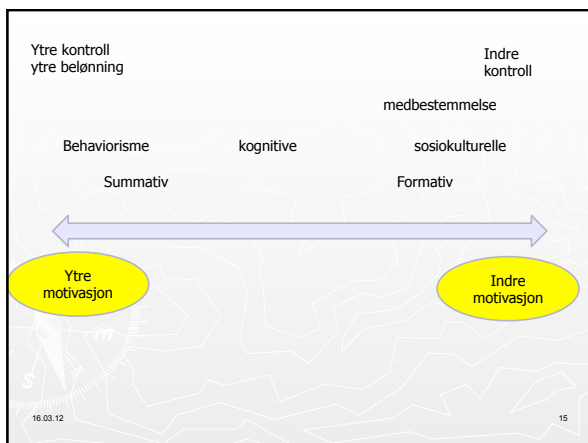 Ytre kontroll
ytre belønning
Indre
kontroll
medbestemmelse
Behaviorisme kognitive sosiokulturelle
Summativ Formativ
Ytre
motivasjon
Indre
motivasjon
16.03.12 15